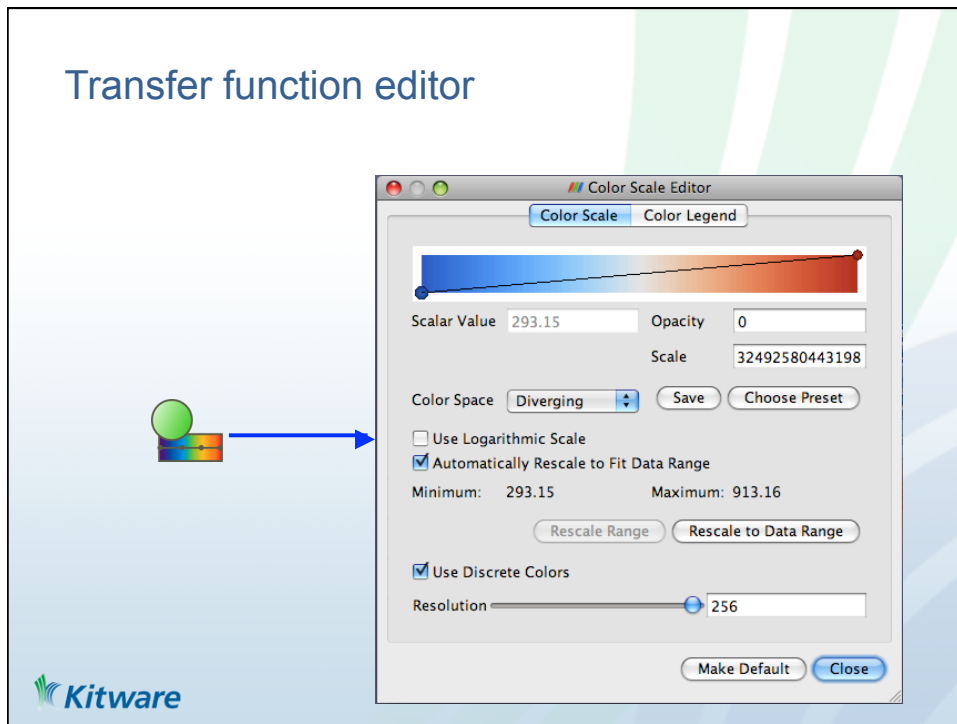 Transfer function editor
Color Scale Editor
Color Scale Color Legend
Scalar Value 293.15 Opacity 0
Scale 32492580443198
Color Space Diverging Save Choose Preset
Use Logarithmic Scale
Automatically Rescale to Fit Data Range
Minimum: 293.15 Maximum: 913.16
Rescale Range Rescale to Data Range
Use Discrete Colors
Resolution 256
Make Default Close
Kitware